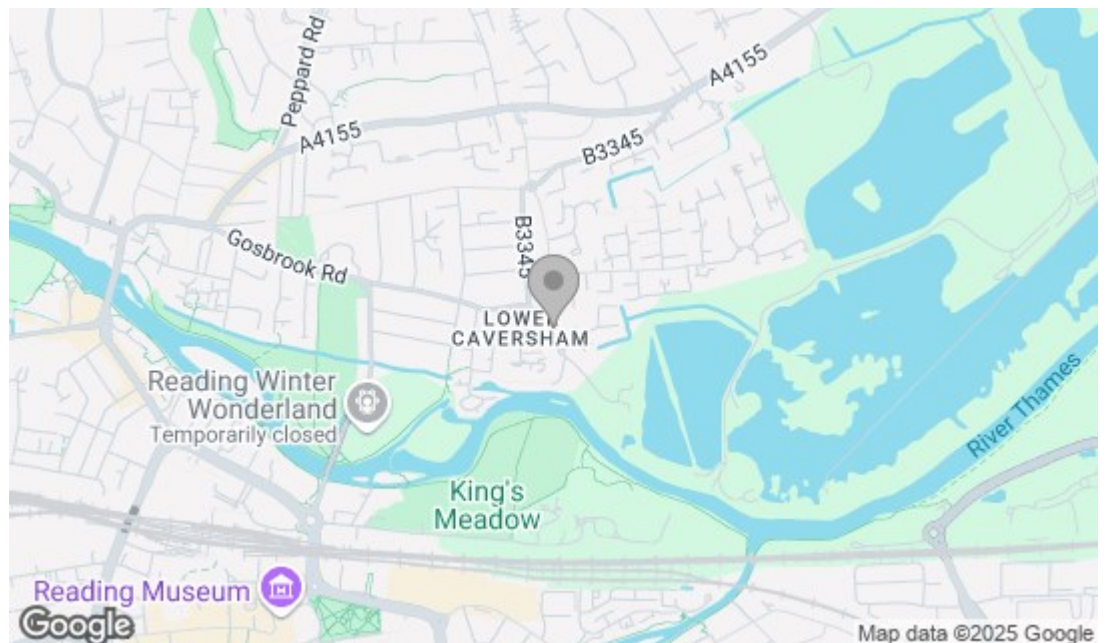 Peppard Rd
A4155
A4155
B3345
B3345
Gosbrook Rd
LOWER
CAVERSHAM
Reading Winter
Wonderland
Temporarily closed
River Thames
King's
Meadow
Reading Museum
Google
Map data ©2025 Google